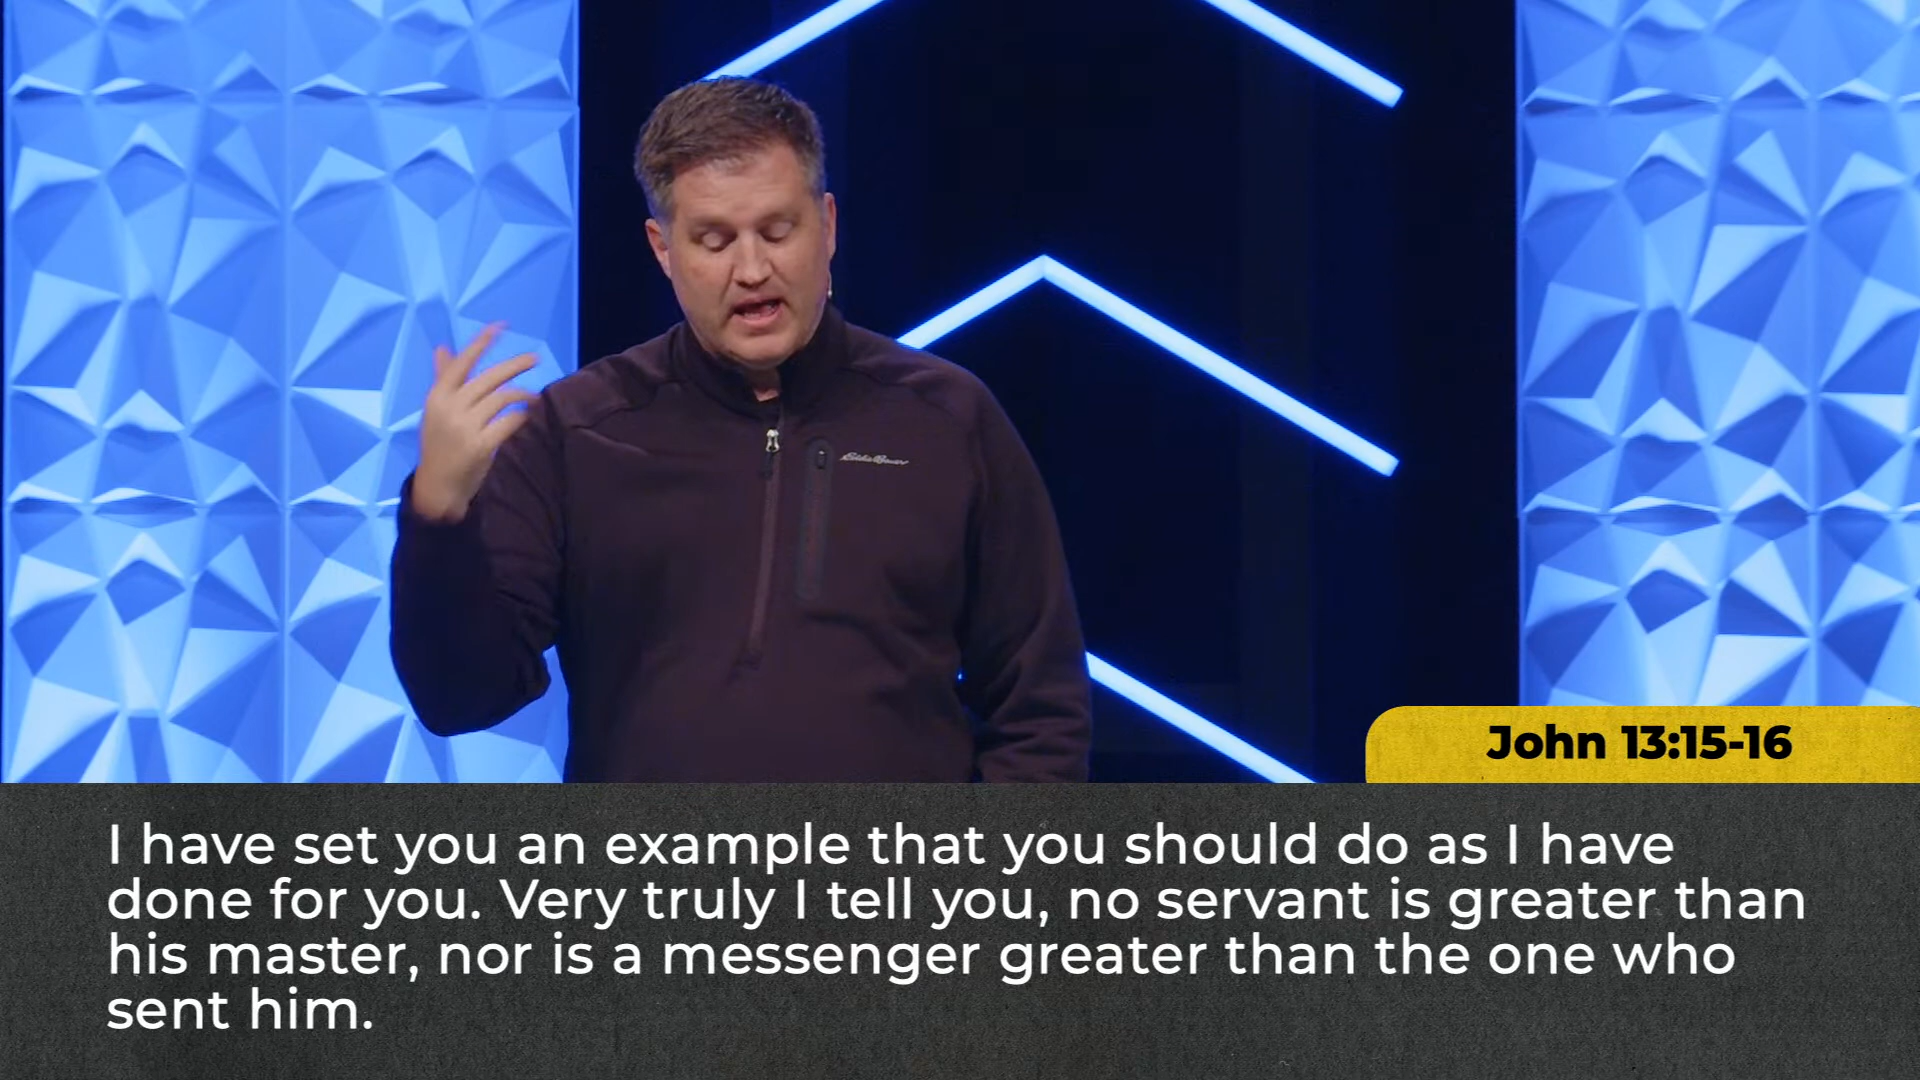 Eddie Bauer
John 13:15-16
I have set you an example that you should do as I have
done for you. Very truly I tell you, no servant is greater than
his master, nor is a messenger greater than the one who
sent him.